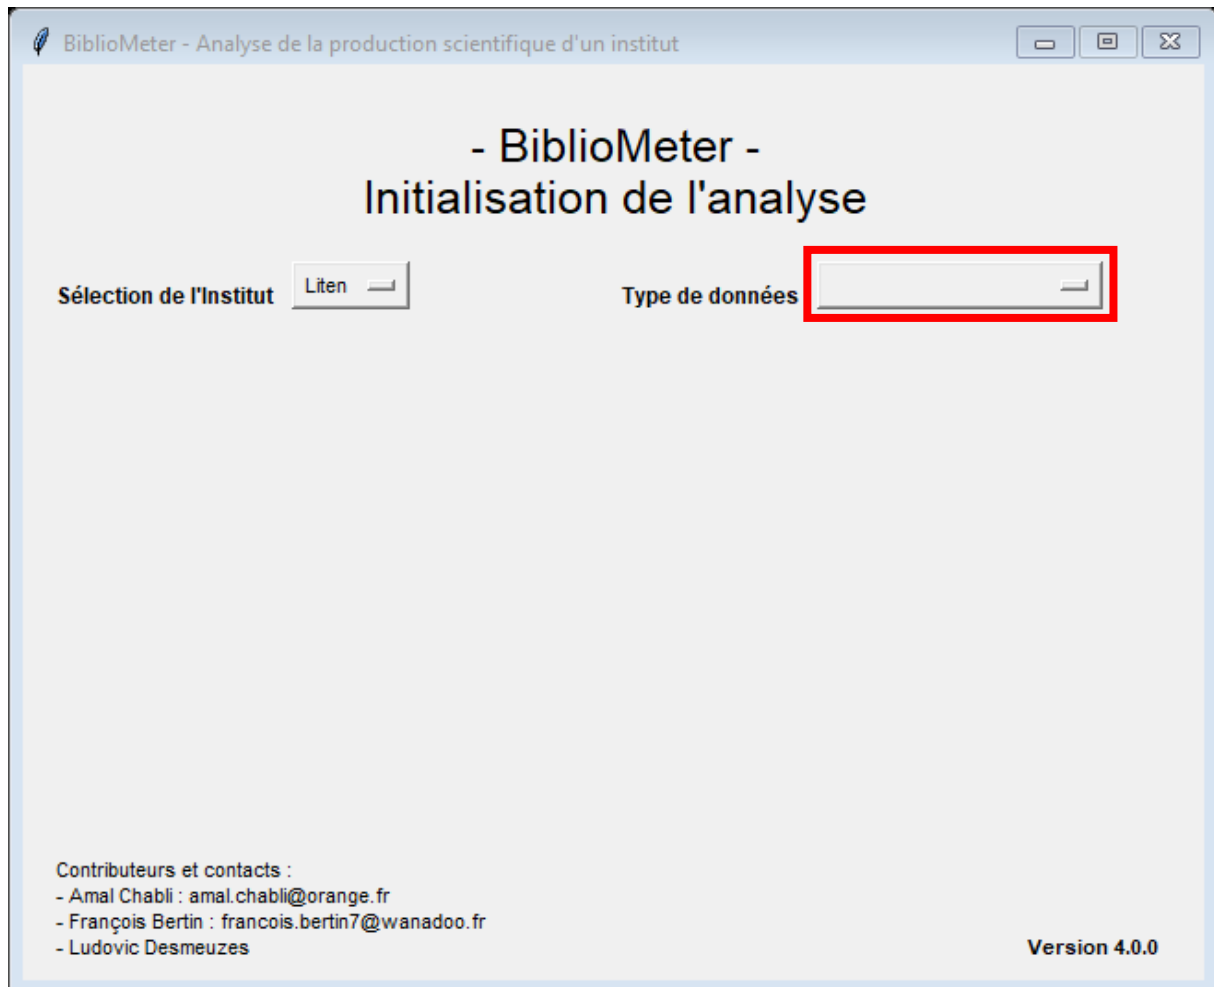 BiblioMeter - Analyse de la production scientifique d'un institut
- BiblioMeter -
Initialisation de l'analyse
Sélection de l'Institut Liten Type de données
Contributeurs et contacts :
- Amal Chabli : amal.chabli@orange.fr
- François Bertin : francois.bertin7@wanadoo.fr
- Ludovic Desmeuzes
Version 4.0.0